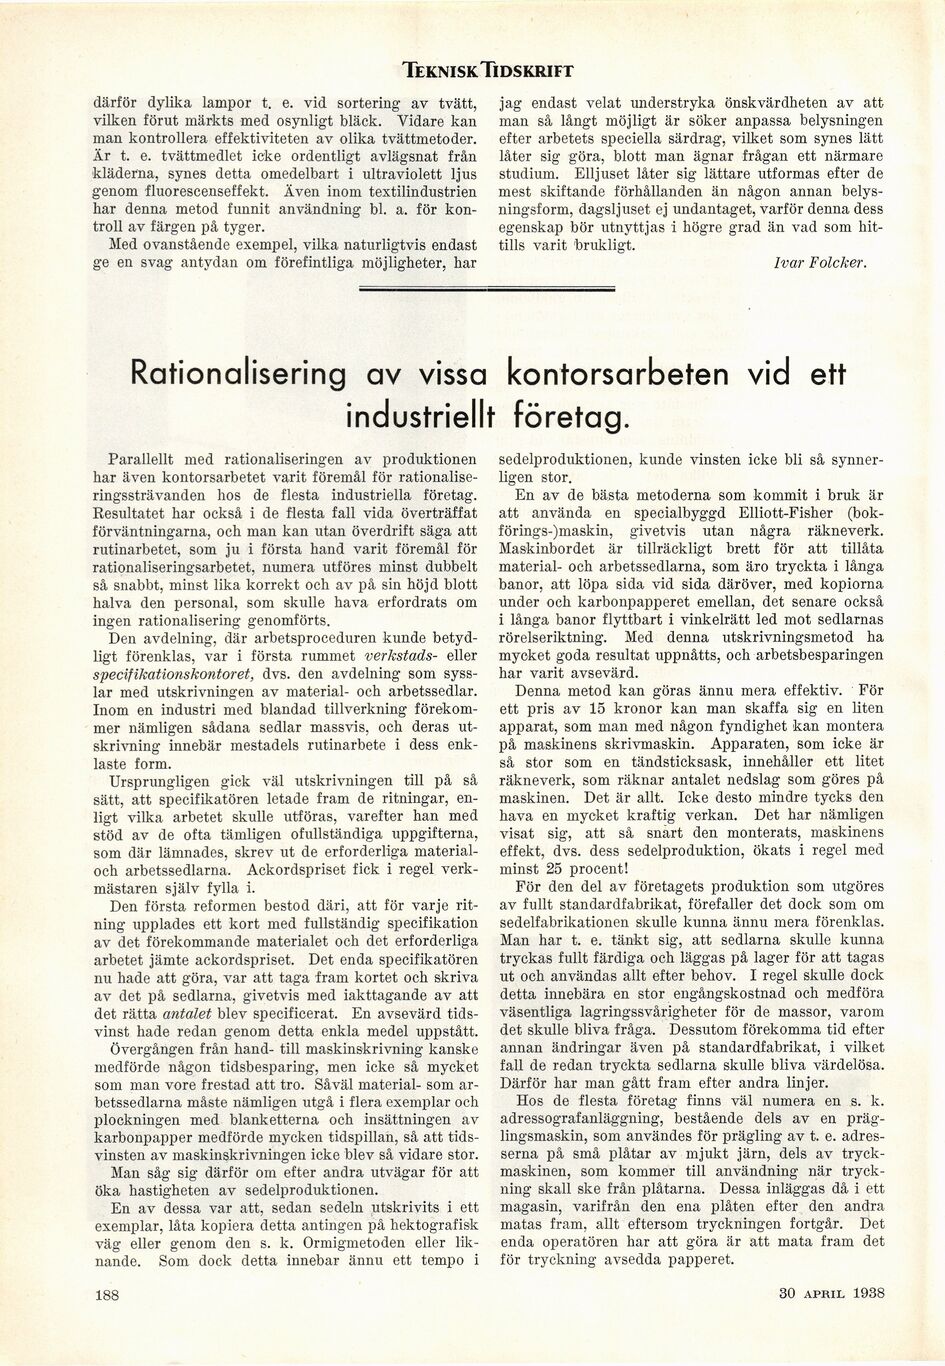 TEKNISK TIDSKRIFT
därför dylika lampor t. e. vid sortering av tvätt,
vilken förut märkts med osynligt bläck. Vidare kan
man kontrollera effektiviteten av olika tvättmetoder.
Är t. e. tvättmedlet icke ordentligt avlägsnat från
kläderna, synes detta omedelbart i ultraviolett ljus
genom fluorescenseffekt. Även inom textilindustrien
har denna metod funnit användning bl. a. för kon-
troll av färgen på tyger.
Med ovanstående exempel, vilka naturligtvis endast
ge en svag antydan om förefintliga möjligheter, har
jag endast velat understryka önskvärdheten av att
man så långt möjligt är söker anpassa belysningen
efter arbetets speciella särdrag, vilket som synes lätt
låter sig göra, blott man ägnar frågan ett närmare
studium. Elljuset låter sig lättare utformas efter de
mest skiftande förhållanden än någon annan belys-
ningsform, dagsljuset ej undantaget, varför denna dess
egenskap bör utnyttjas i högre grad än vad som hit-
tills varit brukligt.
Ivar Folcker.
Rationalisering av vissa kontorsarbeten vid ett
industriellt företag.
Parallellt med rationaliseringen av produktionen
har även kontorsarbetet varit föremål för rationalise-
ringssträvanden hos de flesta industriella företag.
Resultatet har också i de flesta fall vida överträffat
förväntningarna, och man kan utan överdrift säga att
rutinarbetet, som ju i första hand varit föremål för
rationaliseringsarbetet, numera utföres minst dubbelt
så snabbt, minst lika korrekt och av på sin höjd blott
halva den personal, som skulle hava erfordrats om
ingen rationalisering genomförts.
Den avdelning, där arbetsproceduren kunde betyd-
ligt förenklas, var i första rummet verkstads- eller
specifikationskontoret, dvs. den avdelning som syss-
lar med utskrivningen av material- och arbetssedlar.
Inom en industri med blandad tillverkning förekom-
mer nämligen sådana sedlar massvis, och deras ut-
skrivning innebär mestadels rutinarbete i dess enk-
laste form.
Ursprungligen gick väl utskrivningen till på så
sätt, att specifikatören letade fram de ritningar, en-
ligt vilka arbetet skulle utföras, varefter han med
stöd av de ofta tämligen ofullständiga uppgifterna,
som där lämnades, skrev ut de erforderliga material-
och arbetssedlarna. Ackordspriset fick i regel verk-
mästaren själv fylla i.
Den första reformen bestod däri, att för varje rit-
ning upplades ett kort med fullständig specifikation
av det förekommande materialet och det erforderliga
arbetet jämte ackordspriset. Det enda specifikatören
nu hade att göra, var att taga fram kortet och skriva
av det på sedlarna, givetvis med iakttagande av att
det rätta antalet blev specificerat. En avsevärd tids-
vinst hade redan genom detta enkla medel uppstått.
Övergången från hand- till maskinskrivning kanske
medförde någon tidsbesparing, men icke så mycket
som man vore frestad att tro. Såväl material- som ar-
betssedlarna måste nämligen utgå i flera exemplar och
plockningen med blanketterna och insättningen av
karbonpapper medförde mycken tidspillan, så att tids-
vinsten av maskinskrivningen icke blev så vidare stor.
Man såg sig därför om efter andra utvägar för att
öka hastigheten av sedelproduktionen.
En av dessa var att, sedan sedeln utskrivits i ett
exemplar, låta kopiera detta antingen på hektografisk
väg eller genom den s. k. Ormigmetoden eller lik-
nande. Som dock detta innebar ännu ett tempo i
sedelproduktionen, kunde vinsten icke bli så synner-
ligen stor.
En av de bästa metoderna som kommit i bruk är
att använda en specialbyggd Elliott-Fisher (bok-
förings-)maskin, givetvis utan några räkneverk.
Maskinbordet är tillräckligt brett för att tillåta
material- och arbetssedlarna, som äro tryckta i långa
banor, att löpa sida vid sida däröver, med kopiorna
under och karbonpapperet emellan, det senare också
i långa banor flyttbart i vinkelrätt led mot sedlarnas
rörelseriktning. Med denna utskrivningsmetod ha
mycket goda resultat uppnåtts, och arbetsbesparingen
har varit avsevärd.
Denna metod kan göras ännu mera effektiv. För
ett pris av 15 kronor kan man skaffa sig en liten
apparat, som man med någon fyndighet kan montera
på maskinens skrivmaskin. Apparaten, som icke är
så stor som en tändsticksask, innehåller ett litet
räkneverk, som räknar antalet nedslag som göres på
maskinen. Det är allt. Icke desto mindre tycks den
hava en mycket kraftig verkan. Det har nämligen
visat sig, att så snart den monterats, maskinens
effekt, dvs. dess sedelproduktion, ökats i regel med
minst 25 procent!
För den del av företagets produktion som utgöres
av fullt standardfabrikat, förefaller det dock som om
sedelfabrikationen skulle kunna ännu mera förenklas.
Man har t. e. tänkt sig, att sedlarna skulle kunna
tryckas fullt färdiga och läggas på lager för att tagas
ut och användas allt efter behov. I regel skulle dock
detta innebära en stor engångskostnad och medföra
väsentliga lagringssvårigheter för de massor, varom
det skulle bliva fråga. Dessutom förekomma tid efter
annan ändringar även på standardfabrikat, i vilket
fall de redan tryckta sedlarna skulle bliva värdelösa.
Därför har man gått fram efter andra linjer.
Hos de flesta företag finns väl numera en s. k.
adressografanläggning, bestående dels av en präg-
lingsmaskin, som användes för prägling av t. e. adres-
serna på små plåtar av mjukt järn, dels av tryck-
maskinen, som kommer till användning när tryck-
ning skall ske från plåtarna. Dessa inläggas då i ett
magasin, varifrån den ena plåten efter den andra
matas fram, allt eftersom tryckningen fortgår. Det
enda operatören har att göra är att mata fram det
för tryckning avsedda papperet.
188
30 APRIL 1938